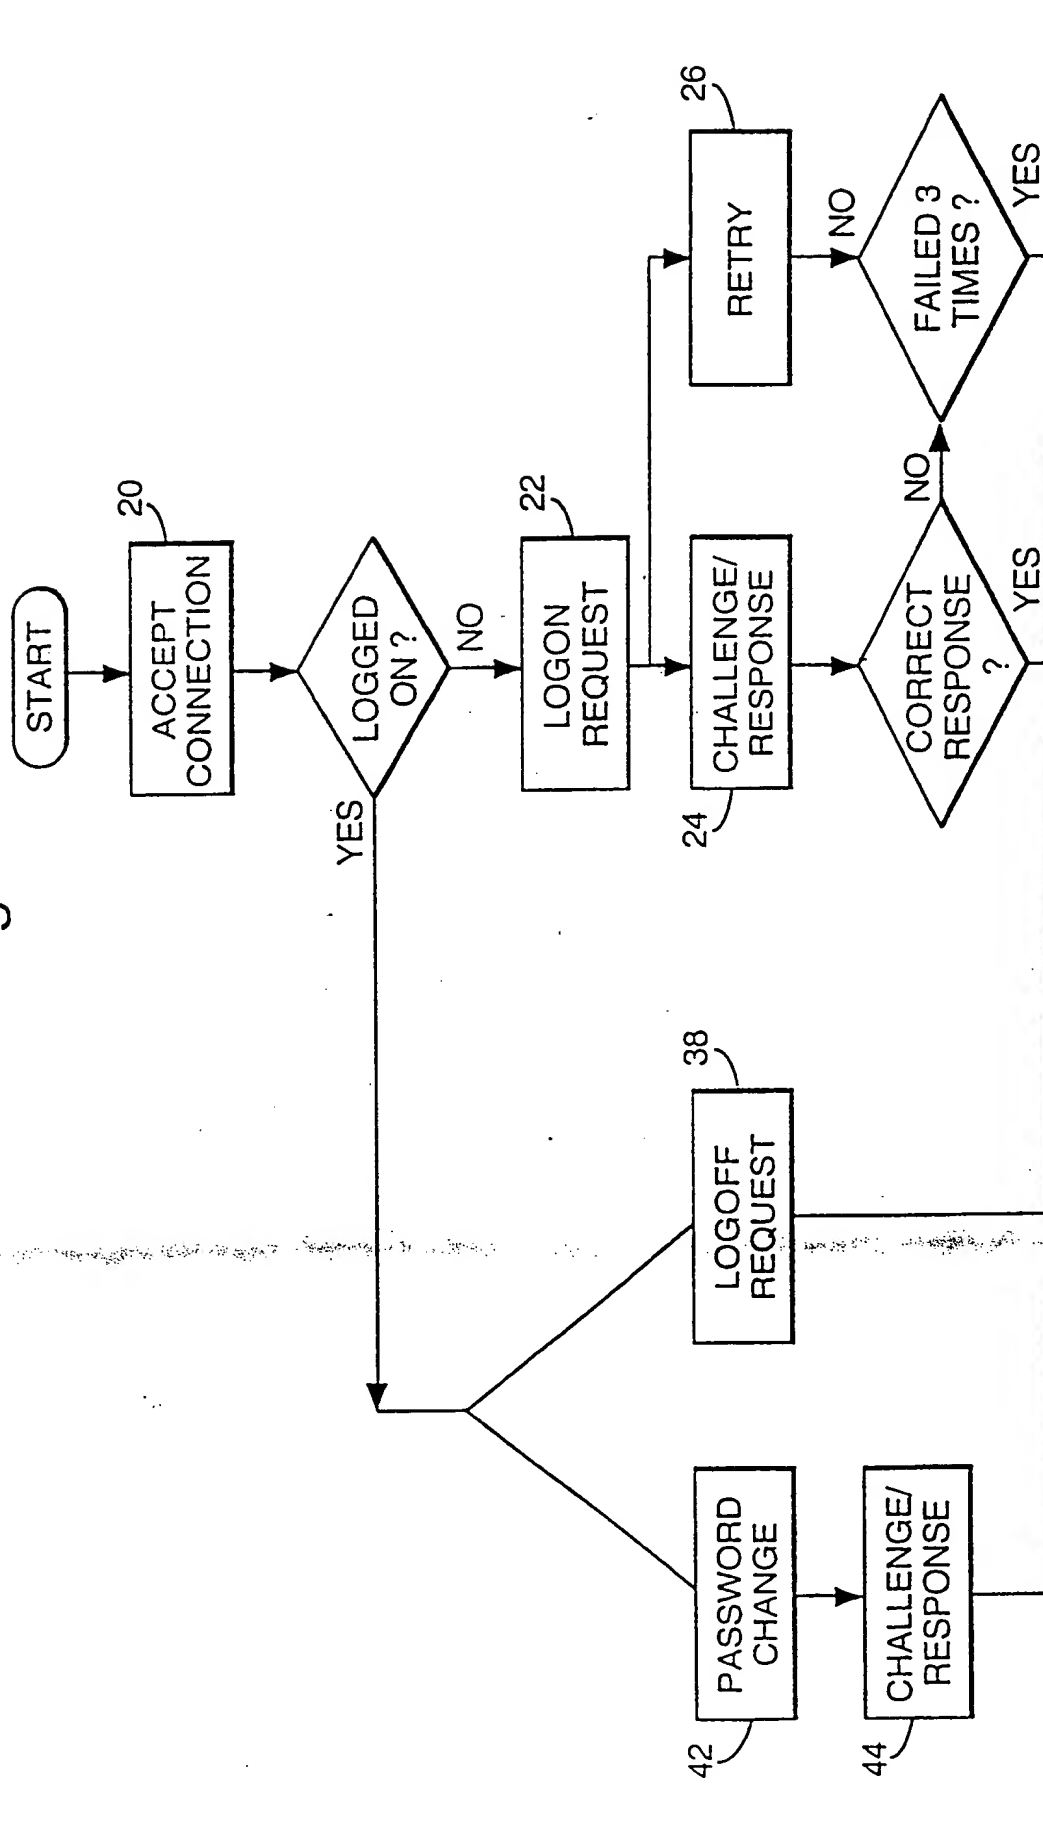 START
20
ACCEPT
CONNECTION
LOGGED
ON ?
YES
NO
22
LOGON
REQUEST
26
RETRY
24
CHALLENGE/
RESPONSE
NO
FAILED 3
TIMES ?
YES
NO
CORRECT
RESPONSE
?
YES
38
LOGOFF
REQUEST
42
PASSWORD
CHANGE
44
CHALLENGE/
RESPONSE